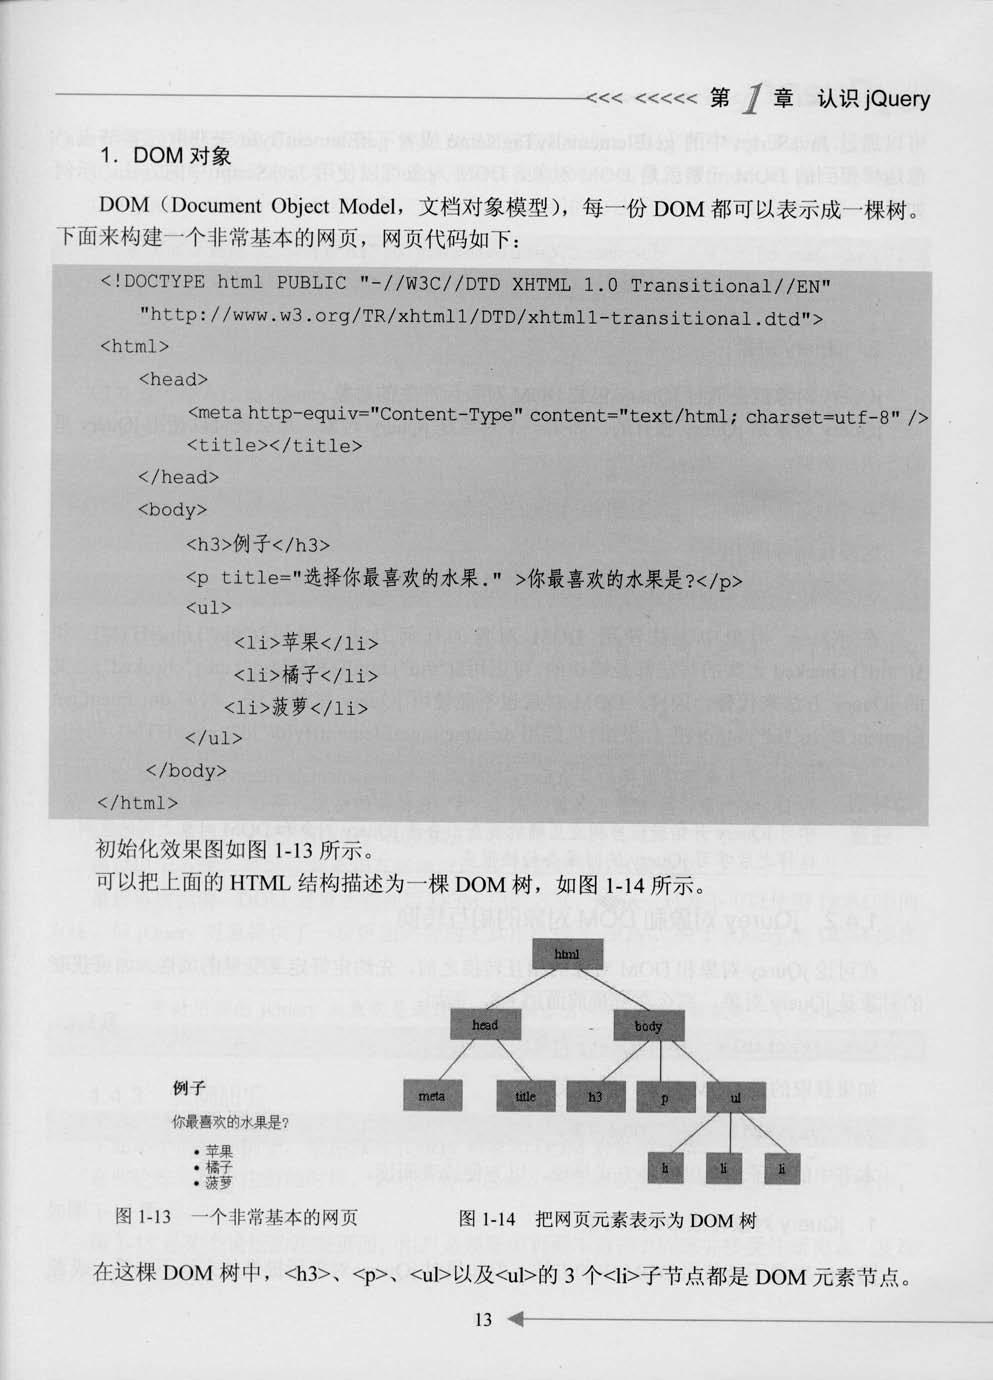 <<< <<<<<< 第1章 认识 jQuery
1．DOM 对象
DOM（Document Object Model，文档对象模型），每一份 DOM 都可以表示成一棵树。
下面来构建一个非常基本的网页，网页代码如下：
<!DOCTYPE html PUBLIC "-//W3C//DTD XHTML 1.0 Transitional//EN"
"http://www.w3.org/TR/xhtml1/DTD/xhtml1-transitional.dtd">
<html>
<head>
<meta http-equiv="Content-Type" content="text/html; charset=utf-8" />
<title></title>
</head>
<body>
<h3>例子</h3>
<p title="选择你最喜欢的水果." >你最喜欢的水果是?</p>
<ul>
<li>苹果</li>
<li>橘子</li>
<li>菠萝</li>
</ul>
</body>
</html>
初始化效果图如图 1-13 所示。
可以把上面的 HTML 结构描述为一棵 DOM 树，如图 1-14 所示。
例子
你最喜欢的水果是?
• 苹果
• 橘子
• 菠萝
图 1-13 一个非常基本的网页
html
head body
meta title h3 p ul
li li li
图 1-14 把网页元素表示为 DOM 树
在这棵 DOM 树中，<h3>、<p>、<ul>以及<ul>的 3 个<li>子节点都是 DOM 元素节点。
13